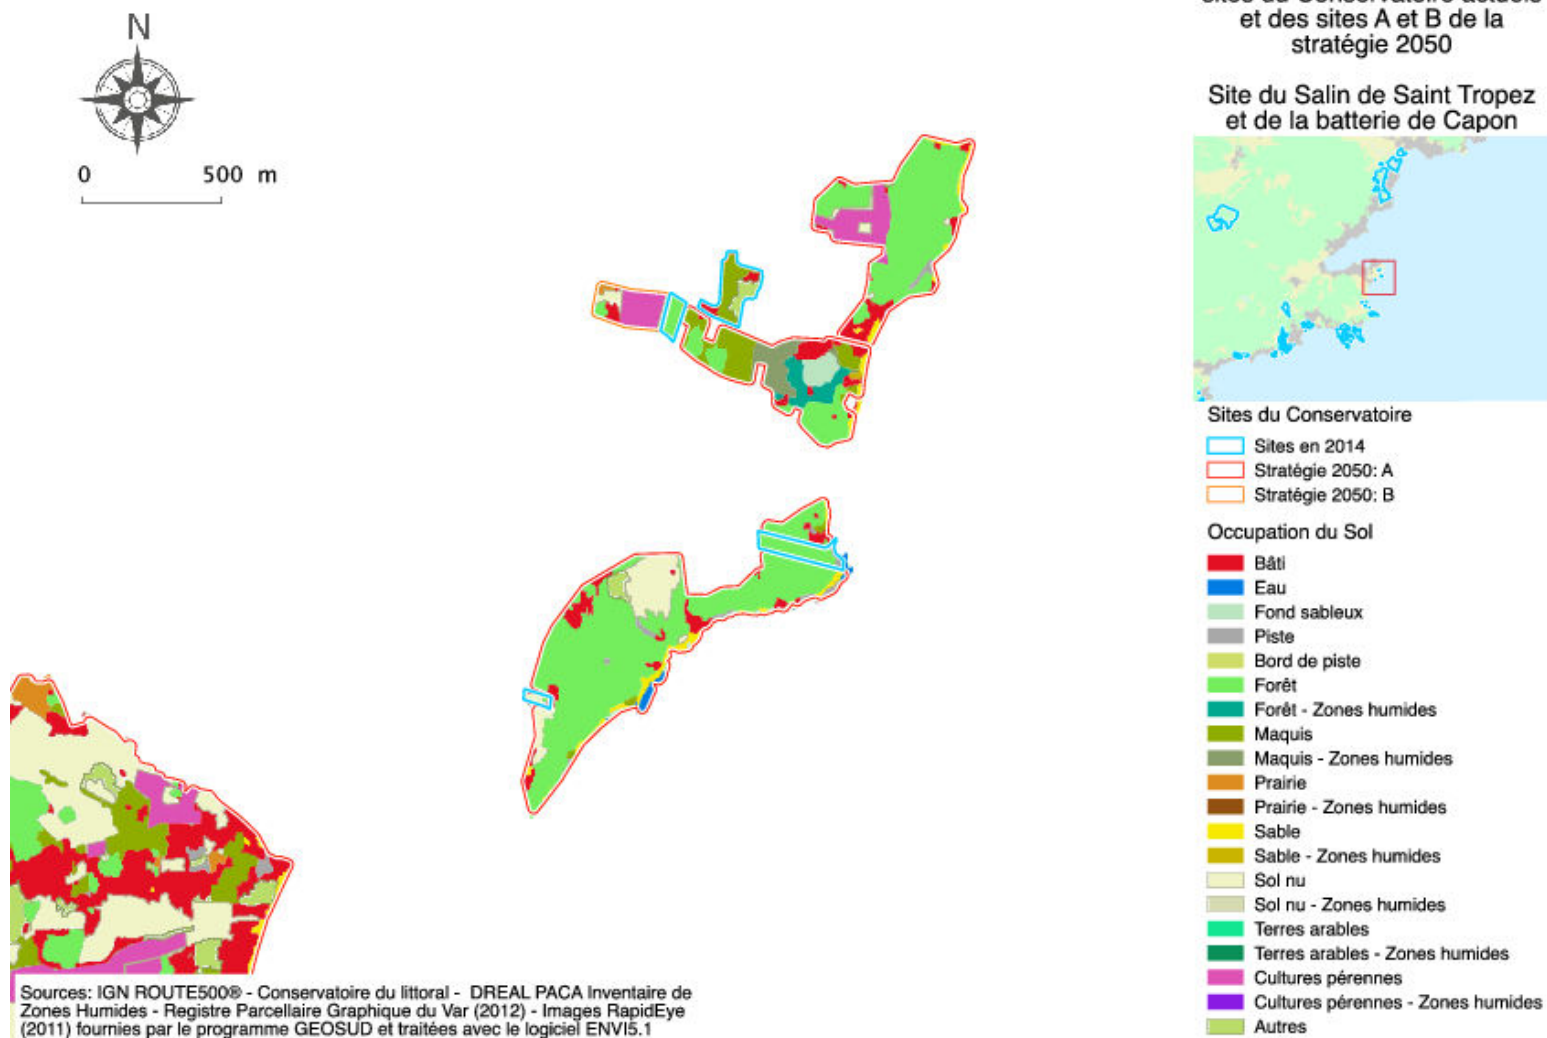 sites du Conservatoire actuels
et des sites A et B de la
stratégie 2050
Site du Salin de Saint Tropez
et de la batterie de Capon
N
0 500 m
Sites du Conservatoire
Sites en 2014
Stratégie 2050: A
Stratégie 2050: B
Occupation du Sol
Bâti
Eau
Fond sableux
Piste
Bord de piste
Forêt
Forêt - Zones humides
Maquis
Maquis - Zones humides
Prairie
Prairie - Zones humides
Sable
Sable - Zones humides
Sol nu
Sol nu - Zones humides
Terres arables
Terres arables - Zones humides
Cultures pérennes
Cultures pérennes - Zones humides
Autres
Sources: IGN ROUTE500® - Conservatoire du littoral - DREAL PACA Inventaire de
Zones Humides - Registre Parcellaire Graphique du Var (2012) - Images RapidEye
(2011) fournies par le programme GEOSUD et traitées avec le logiciel ENVI5.1